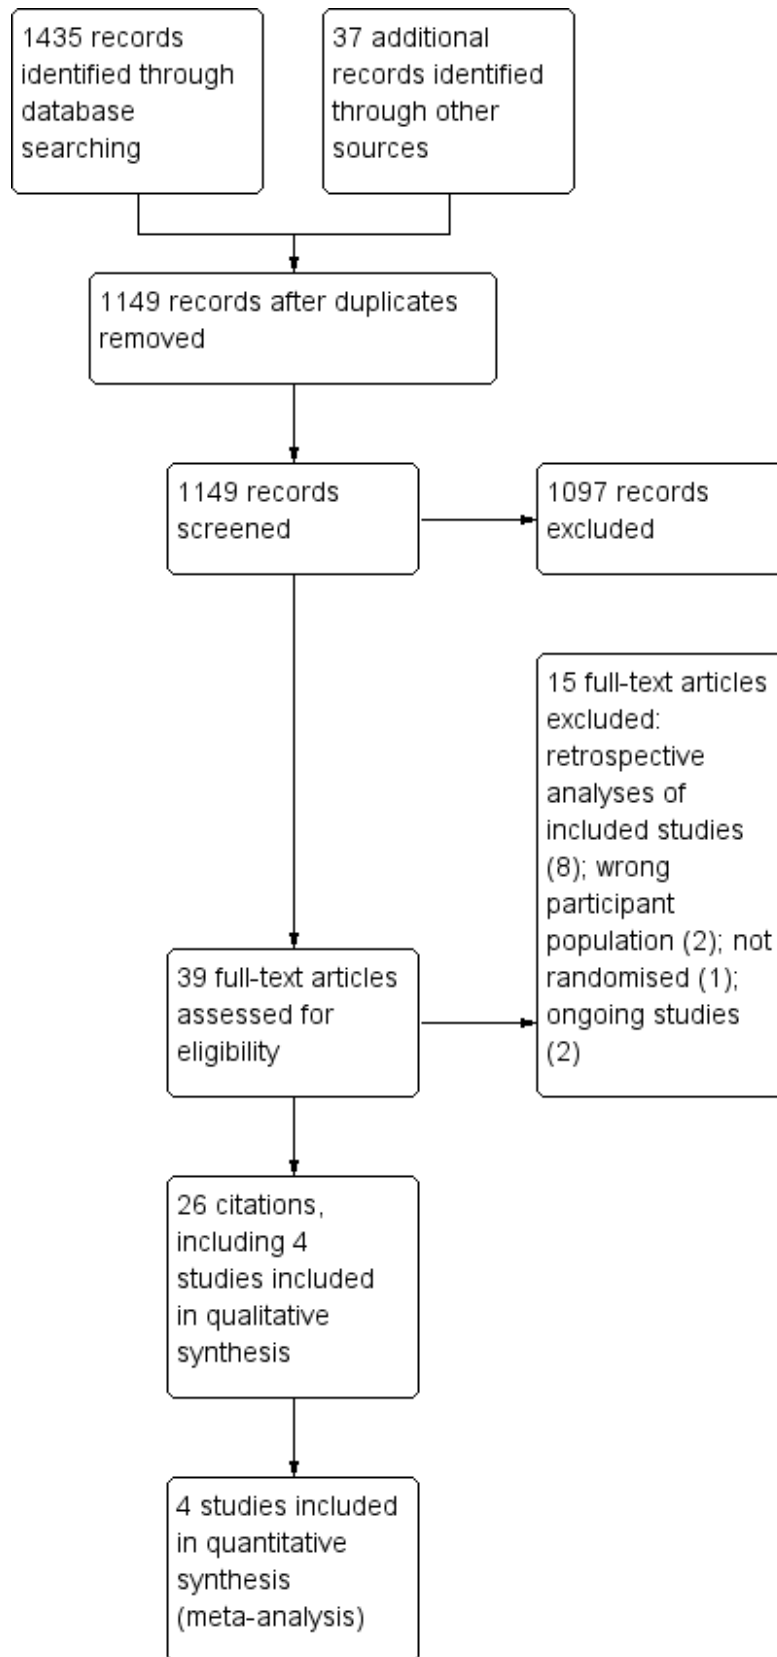 1435 records
identified through
database
searching
37 additional
records identified
through other
sources
1149 records after duplicates
removed
1149 records
screened
1097 records
excluded
15 full-text articles
excluded:
retrospective
analyses of
included studies
(8); wrong
participant
population (2); not
randomised (1);
ongoing studies
(2)
39 full-text articles
assessed for
eligibility
26 citations,
including 4
studies included
in qualitative
synthesis
4 studies included
in quantitative
synthesis
(meta-analysis)